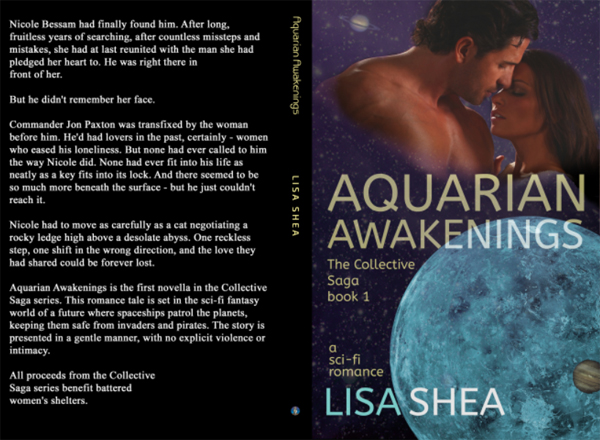 Nicole Bessam had finally found him. After long,
fruitless years of searching, after countless missteps and
mistakes, she had at last reunited with the man she had
pledged her heart to. He was right there in
front of her.
But he didn't remember her face.
Commander Jon Paxton was transfixed by the woman
before him. He'd had lovers in the past, certainly - women
who eased his loneliness. But none had ever called to him
the way Nicole did. None had ever fit into his life as
neatly as a key fits into its lock. And there seemed to be
so much more beneath the surface - but he just couldn't
reach it.
Nicole had to move as carefully as a cat negotiating a
rocky ledge high above a desolate abyss. One reckless
step, one shift in the wrong direction, and the love they
had shared could be forever lost.
Aquarian Awakenings is the first novella in the Collective
Saga series. This romance tale is set in the sci-fi fantasy
world of a future where spaceships patrol the planets,
keeping them safe from invaders and pirates. The story is
presented in a gentle manner, with no explicit violence or
intimacy.
All proceeds from the Collective
Saga series benefit battered
women's shelters.
Aquarian Awakenings
LISA SHEA
AQUARIAN
AWAKENINGS
The Collective
Saga
book 1
a
sci-fi
romance
LISA SHEA